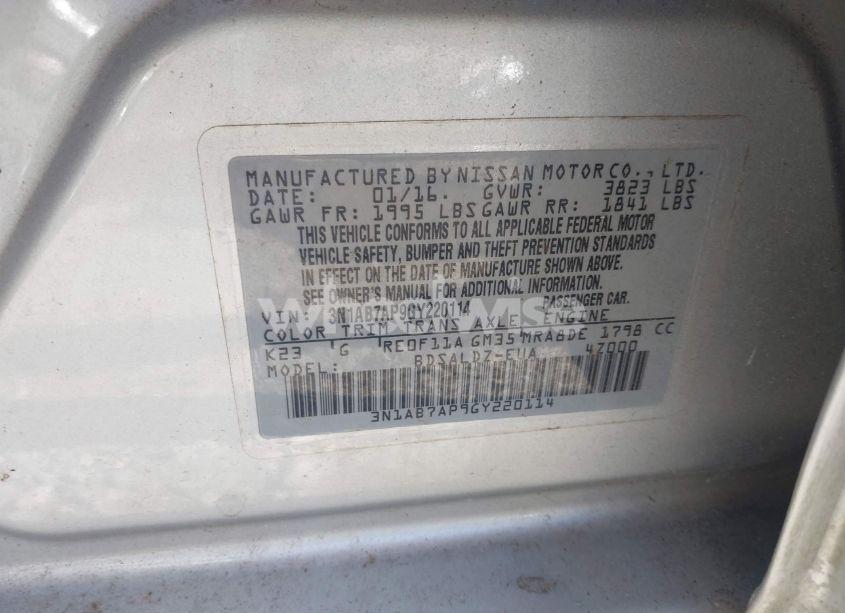 MANUFACTURED BY NISSAN MOTOR CO., LTD.
DATE: 01/16. GVWR: 3823 LBS
GAWR FR: 1995 LBS GAWR RR: 1841 LBS
THIS VEHICLE CONFORMS TO ALL APPLICABLE FEDERAL MOTOR
VEHICLE SAFETY, BUMPER AND THEFT PREVENTION STANDARDS
IN EFFECT ON THE DATE OF MANUFACTURE SHOWN ABOVE.
SEE OWNER'S MANUAL FOR ADDITIONAL INFORMATION.
VIN: 3N1AB7AP9GY220114 PASSENGER CAR.
COLOR TRIM TRANS AXLE ENGINE
K23 G RE0F11A GM35 MRA8DE 1798 CC
MODEL: BDSALDZ-EUA 4Z000
3N1AB7AP9GY220114